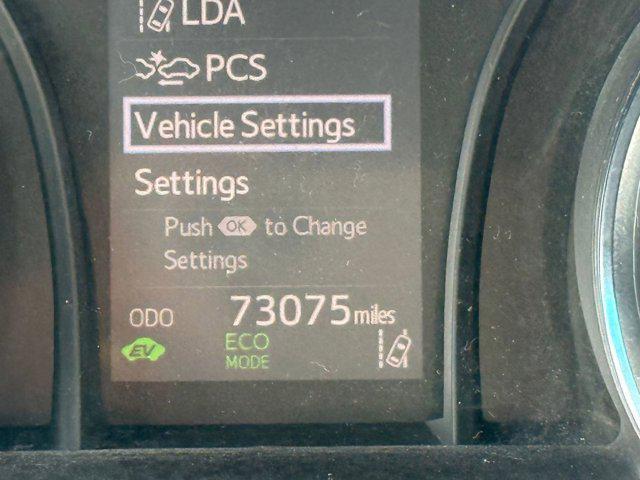 LDA
PCS
Vehicle Settings
Settings
Push OK to Change
Settings
ODO 73075 miles
EV ECO
MODE